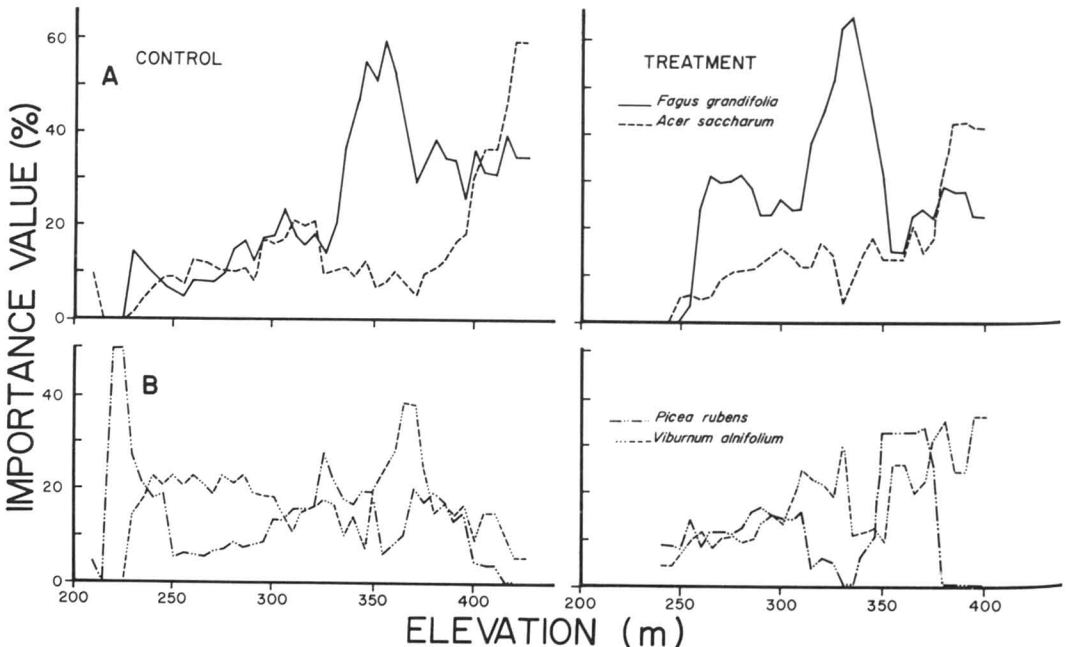 A CONTROL
TREATMENT
Fagus grandifolia
Acer saccharum
60
40
20
0
B
Picea rubens
Viburnum alnifolium
40
20
0
200 250 300 350 400
200 250 300 350 400
IMPORTANCE VALUE (%)
ELEVATION (m)